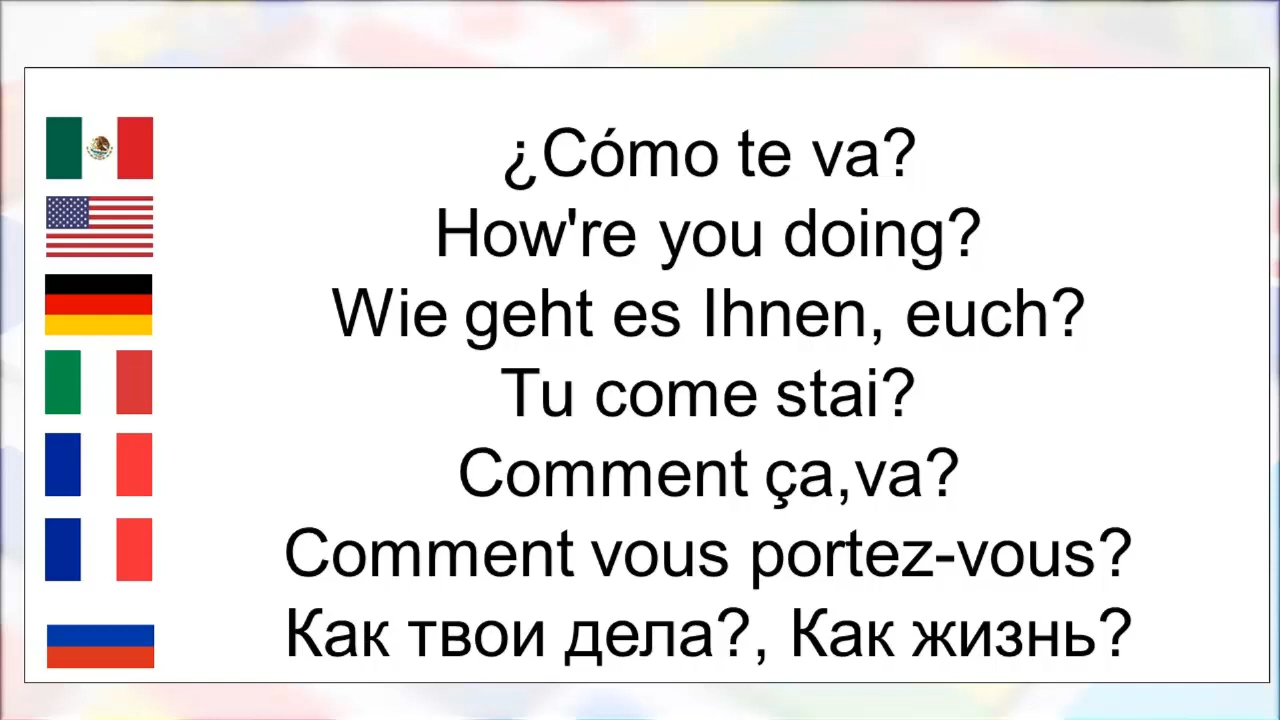 ¿Cómo te va?
How're you doing?
Wie geht es Ihnen, euch?
Tu come stai?
Comment ça,va?
Comment vous portez-vous?
Как твои дела?, Как жизнь?